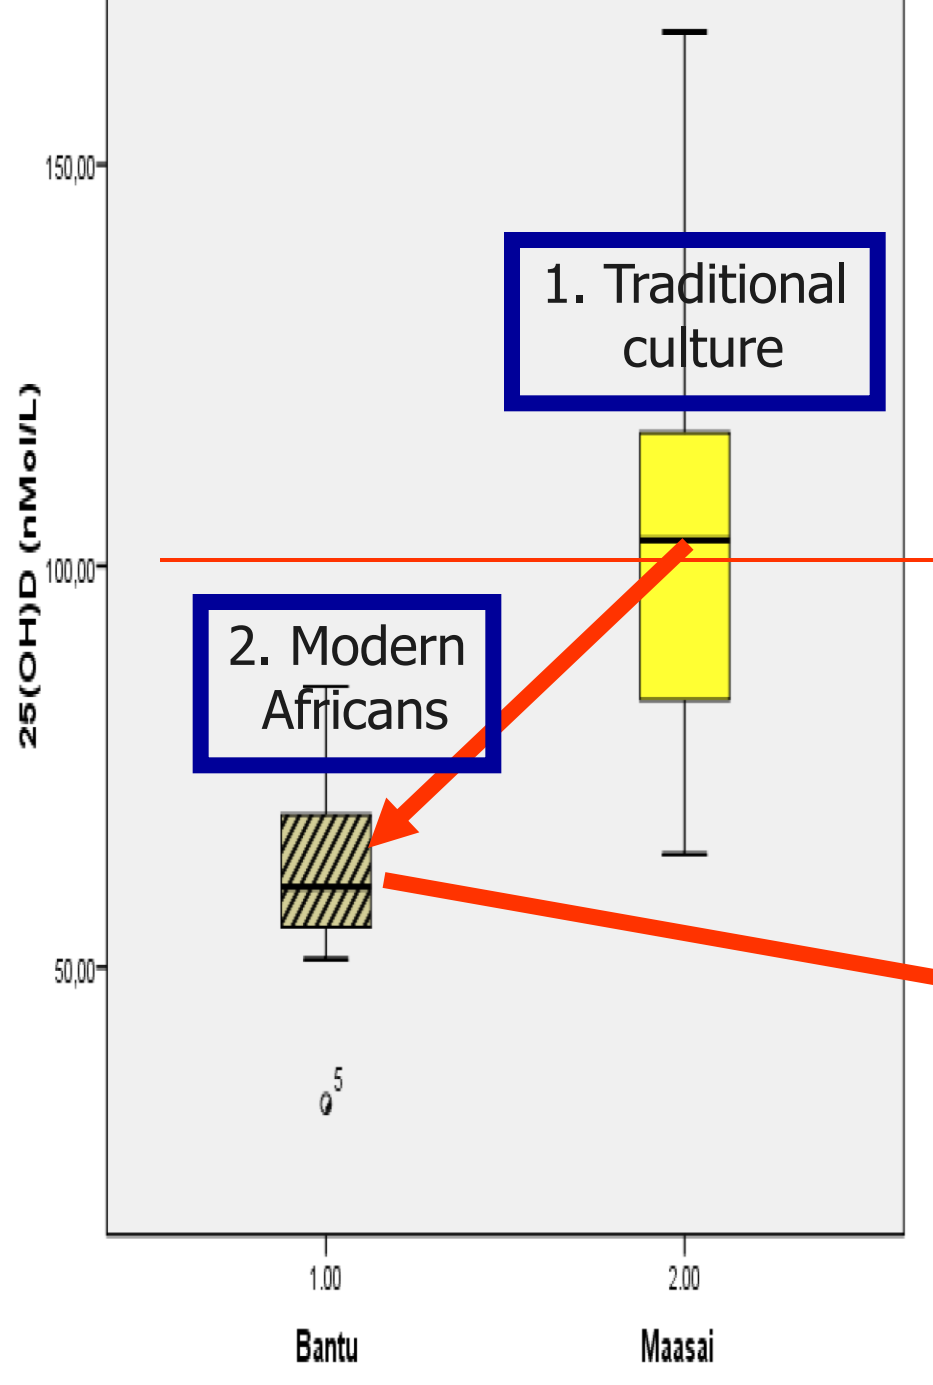 150,00
1. Traditional
culture
25(OH)D (nMol/L)
100,00
2. Modern
Africans
50,00
5
1.00
2.00
Bantu
Maasai